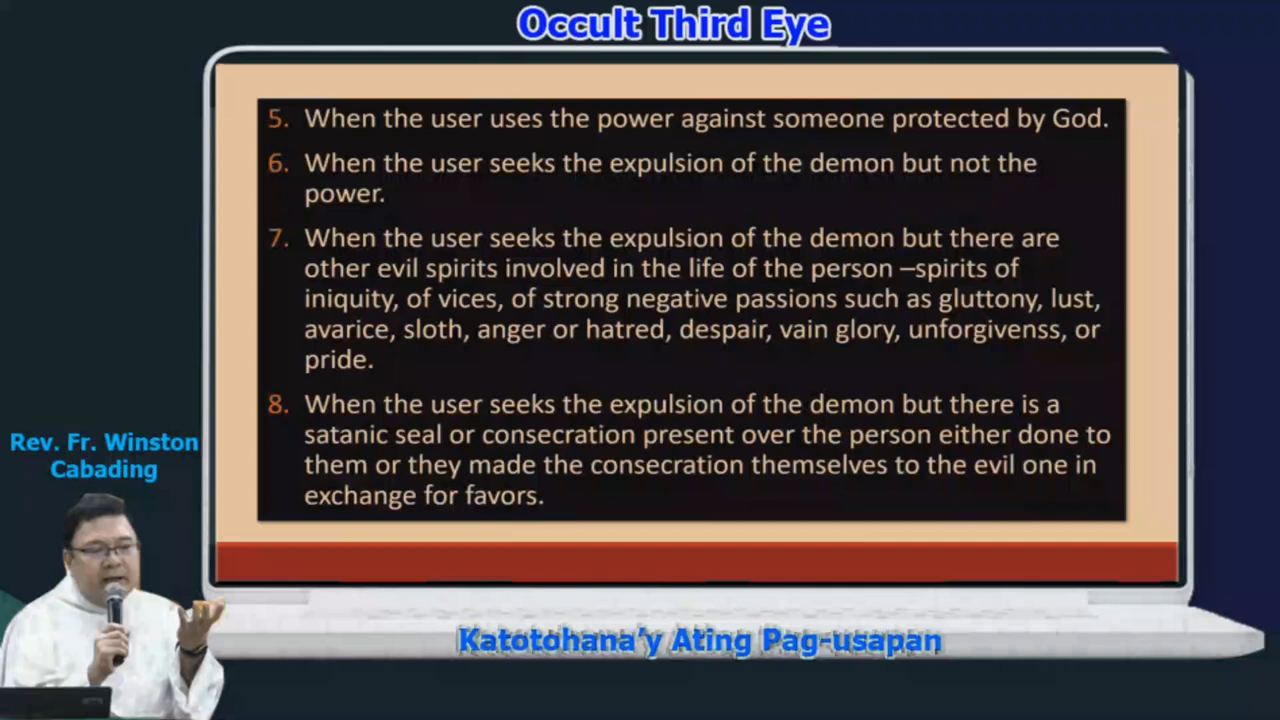 Occult Third Eye
5. When the user uses the power against someone protected by God.
6. When the user seeks the expulsion of the demon but not the
power.
7. When the user seeks the expulsion of the demon but there are
other evil spirits involved in the life of the person –spirits of
iniquity, of vices, of strong negative passions such as gluttony, lust,
avarice, sloth, anger or hatred, despair, vain glory, unforgivenss, or
pride.
8. When the user seeks the expulsion of the demon but there is a
satanic seal or consecration present over the person either done to
them or they made the consecration themselves to the evil one in
exchange for favors.
Rev. Fr. Winston
Cabading
Katotohana’y Ating Pag-usapan